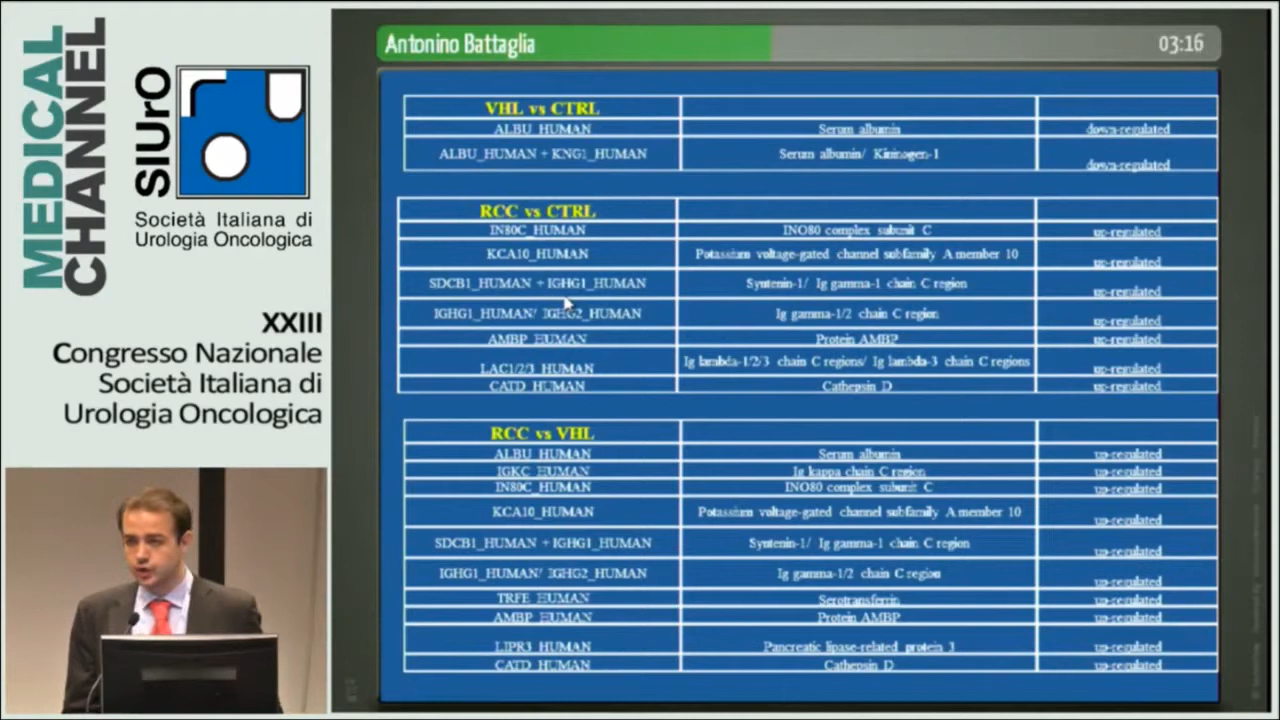 MEDICAL
CHANNEL
SIUrO
Società Italiana di
Urologia Oncologica
XXIII
Congresso Nazionale
Società Italiana di
Urologia Oncologica
Antonino Battaglia
03:16
VHL vs CTRL
ALBU_HUMAN Serum albumin down-regulated
ALBU_HUMAN + KNG1_HUMAN Serum albumin/ Kininogen-1 down-regulated
RCC vs CTRL
IN80C_HUMAN INO80 complex subunit C up-regulated
KCA10_HUMAN Potassium voltage-gated channel subfamily A member 10 up-regulated
SDCB1_HUMAN + IGHG1_HUMAN Syntenin-1/ Ig gamma-1 chain C region up-regulated
IGHG1_HUMAN/ IGHG2_HUMAN Ig gamma-1/2 chain C region up-regulated
AMBP_HUMAN Protein AMBP up-regulated
LAC1/2/3_HUMAN Ig lambda-1/2/3 chain C regions/ Ig lambda-3 chain C regions up-regulated
CATD_HUMAN Cathepsin D up-regulated
RCC vs VHL
ALBU_HUMAN Serum albumin up-regulated
IGKC_HUMAN Ig kappa chain C region up-regulated
IN80C_HUMAN INO80 complex subunit C up-regulated
KCA10_HUMAN Potassium voltage-gated channel subfamily A member 10 up-regulated
SDCB1_HUMAN + IGHG1_HUMAN Syntenin-1/ Ig gamma-1 chain C region up-regulated
IGHG1_HUMAN/ IGHG2_HUMAN Ig gamma-1/2 chain C region up-regulated
TRFE_HUMAN Serotransferrin up-regulated
AMBP_HUMAN Protein AMBP up-regulated
LIPR3_HUMAN Pancreatic lipase-related protein 3 up-regulated
CATD_HUMAN Cathepsin D up-regulated